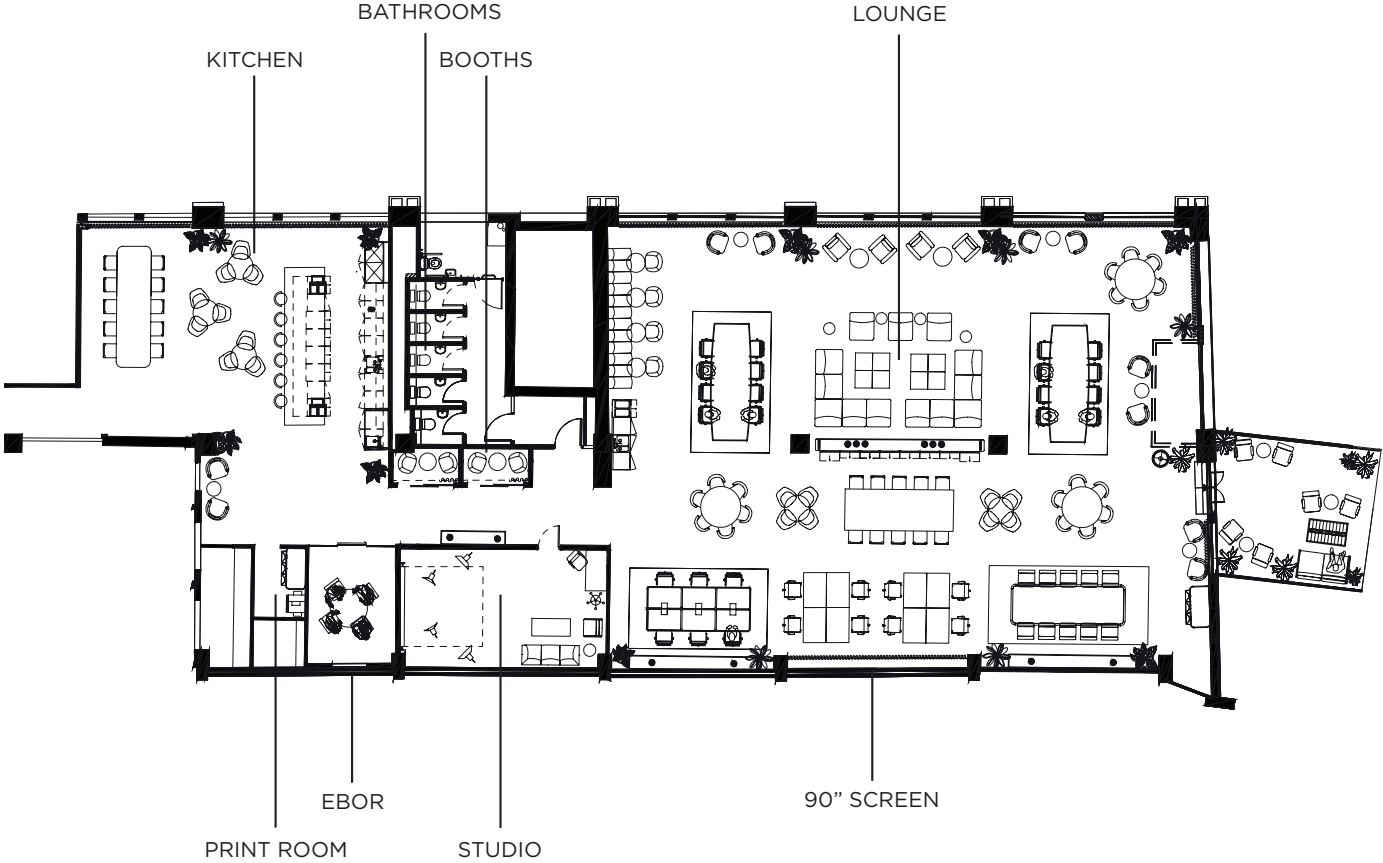 BATHROOMS
LOUNGE
KITCHEN
BOOTHS
EBOR
90” SCREEN
PRINT ROOM
STUDIO